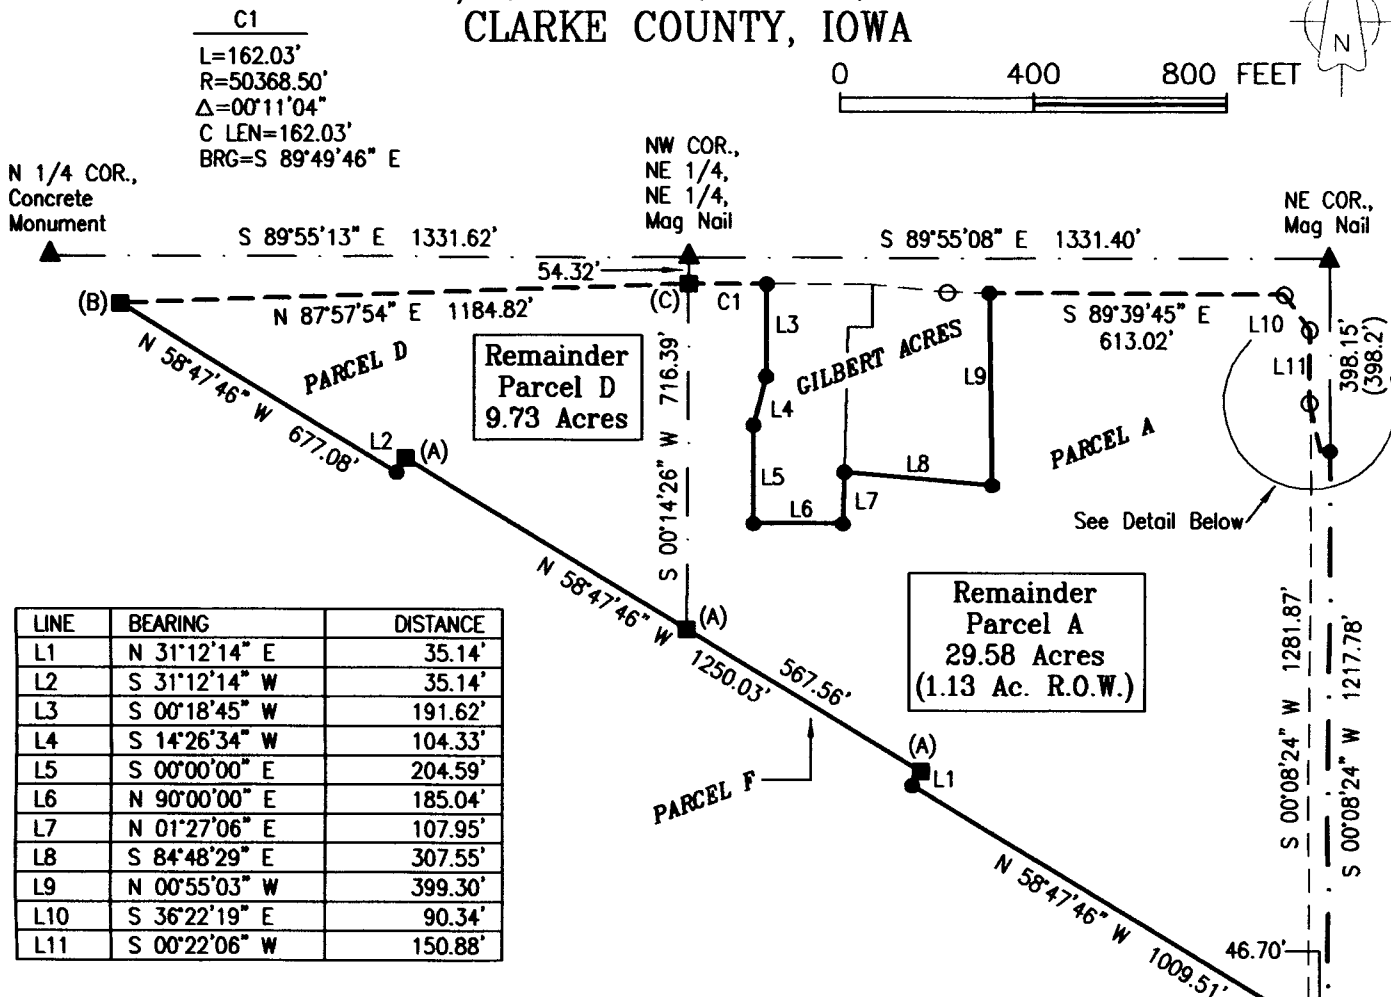 CLARKE COUNTY, IOWA
C1
L=162.03'
R=50368.50'
Δ=00°11'04"
C LEN=162.03'
BRG=S 89°49'46" E
0 400 800 FEET
N
N 1/4 COR.,
Concrete
Monument
NW COR.,
NE 1/4,
NE 1/4,
Mag Nail
NE COR.,
Mag Nail
S 89°55'13" E 1331.62'
S 89°55'08" E 1331.40'
54.32'
(B)
(C)
C1
N 87°57'54" E 1184.82'
S 89°39'45" E
613.02'
L10
L11
L3
L4
L5
L6
L7
L8
L9
398.15'
(398.2')
GILBERT ACRES
PARCEL D
Remainder
Parcel D
9.73 Acres
S 00°14'26" W 716.39'
N 58°47'46" W 677.08'
L2
(A)
PARCEL A
See Detail Below
N 58°47'46" W
1250.03'
(A)
567.56'
Remainder
Parcel A
29.58 Acres
(1.13 Ac. R.O.W.)
S 00°08'24" W 1281.87'
S 00°08'24" W 1217.78'
(A)
L1
PARCEL F
N 58°47'46" W 1009.51'
46.70'
LINE BEARING DISTANCE
L1 N 31°12'14" E 35.14'
L2 S 31°12'14" W 35.14'
L3 S 00°18'45" W 191.62'
L4 S 14°26'34" W 104.33'
L5 S 00°00'00" E 204.59'
L6 N 90°00'00" E 185.04'
L7 N 01°27'06" E 107.95'
L8 S 84°48'29" E 307.55'
L9 N 00°55'03" W 399.30'
L10 S 36°22'19" E 90.34'
L11 S 00°22'06" W 150.88'